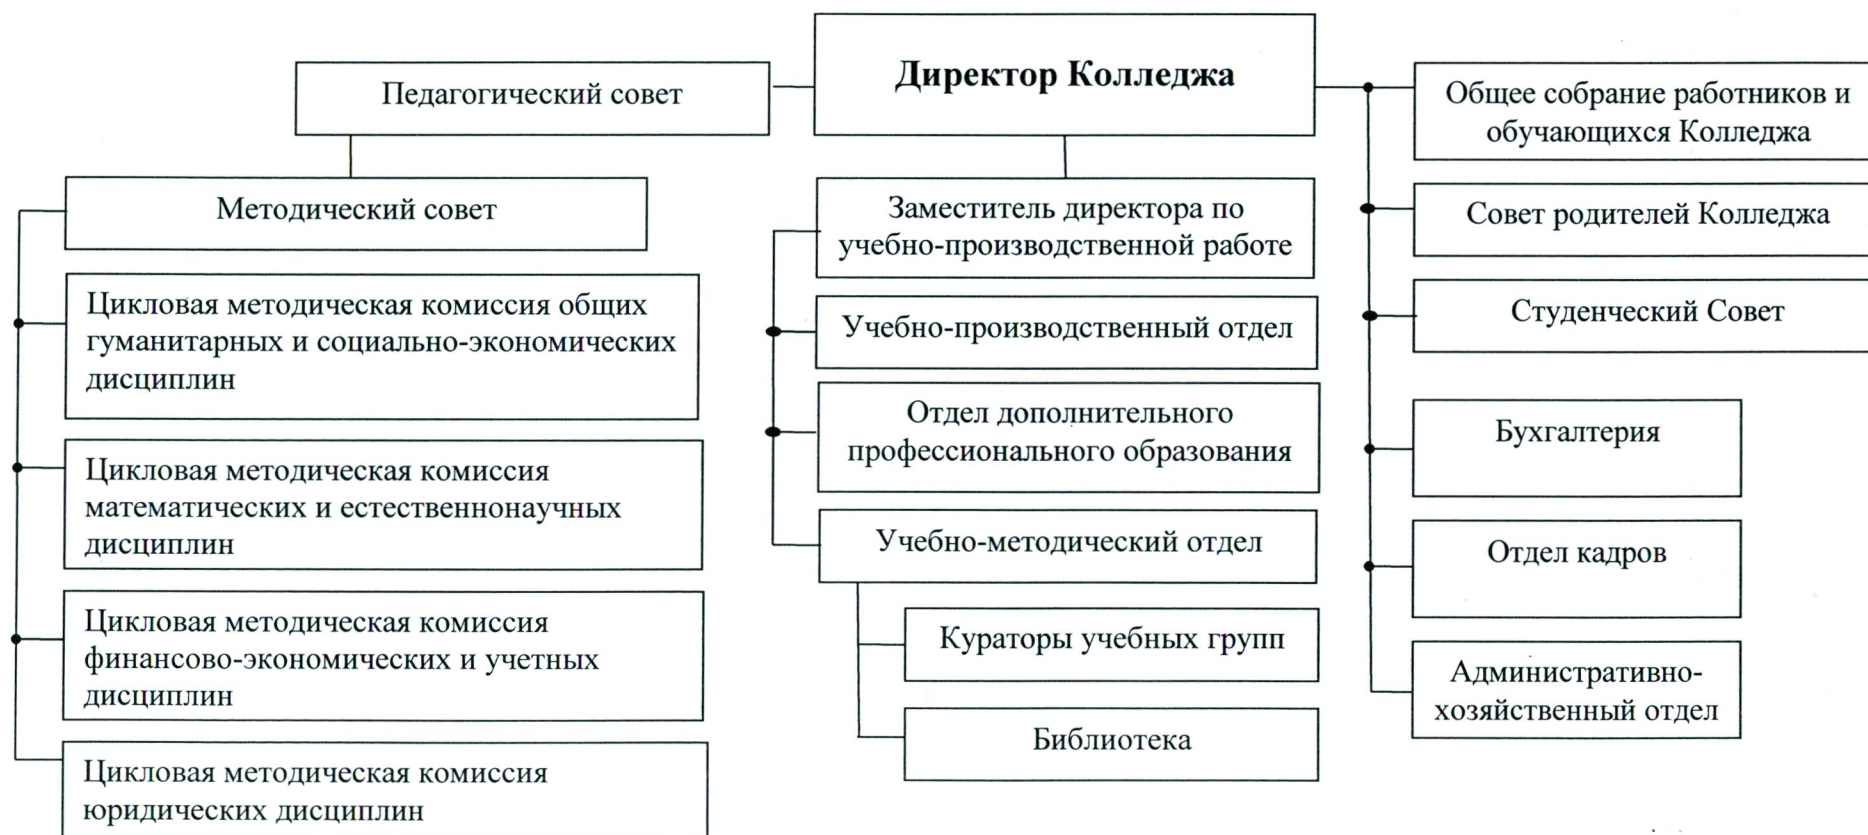 Директор Колледжа
Педагогический совет
Методический совет
Цикловая методическая комиссия общих
гуманитарных и социально-экономических
дисциплин
Цикловая методическая комиссия
математических и естественнонаучных
дисциплин
Цикловая методическая комиссия
финансово-экономических и учетных
дисциплин
Цикловая методическая комиссия
юридических дисциплин
Заместитель директора по
учебно-производственной работе
Учебно-производственный отдел
Отдел дополнительного
профессионального образования
Учебно-методический отдел
Кураторы учебных групп
Библиотека
Общее собрание работников и
обучающихся Колледжа
Совет родителей Колледжа
Студенческий Совет
Бухгалтерия
Отдел кадров
Административно-
хозяйственный отдел